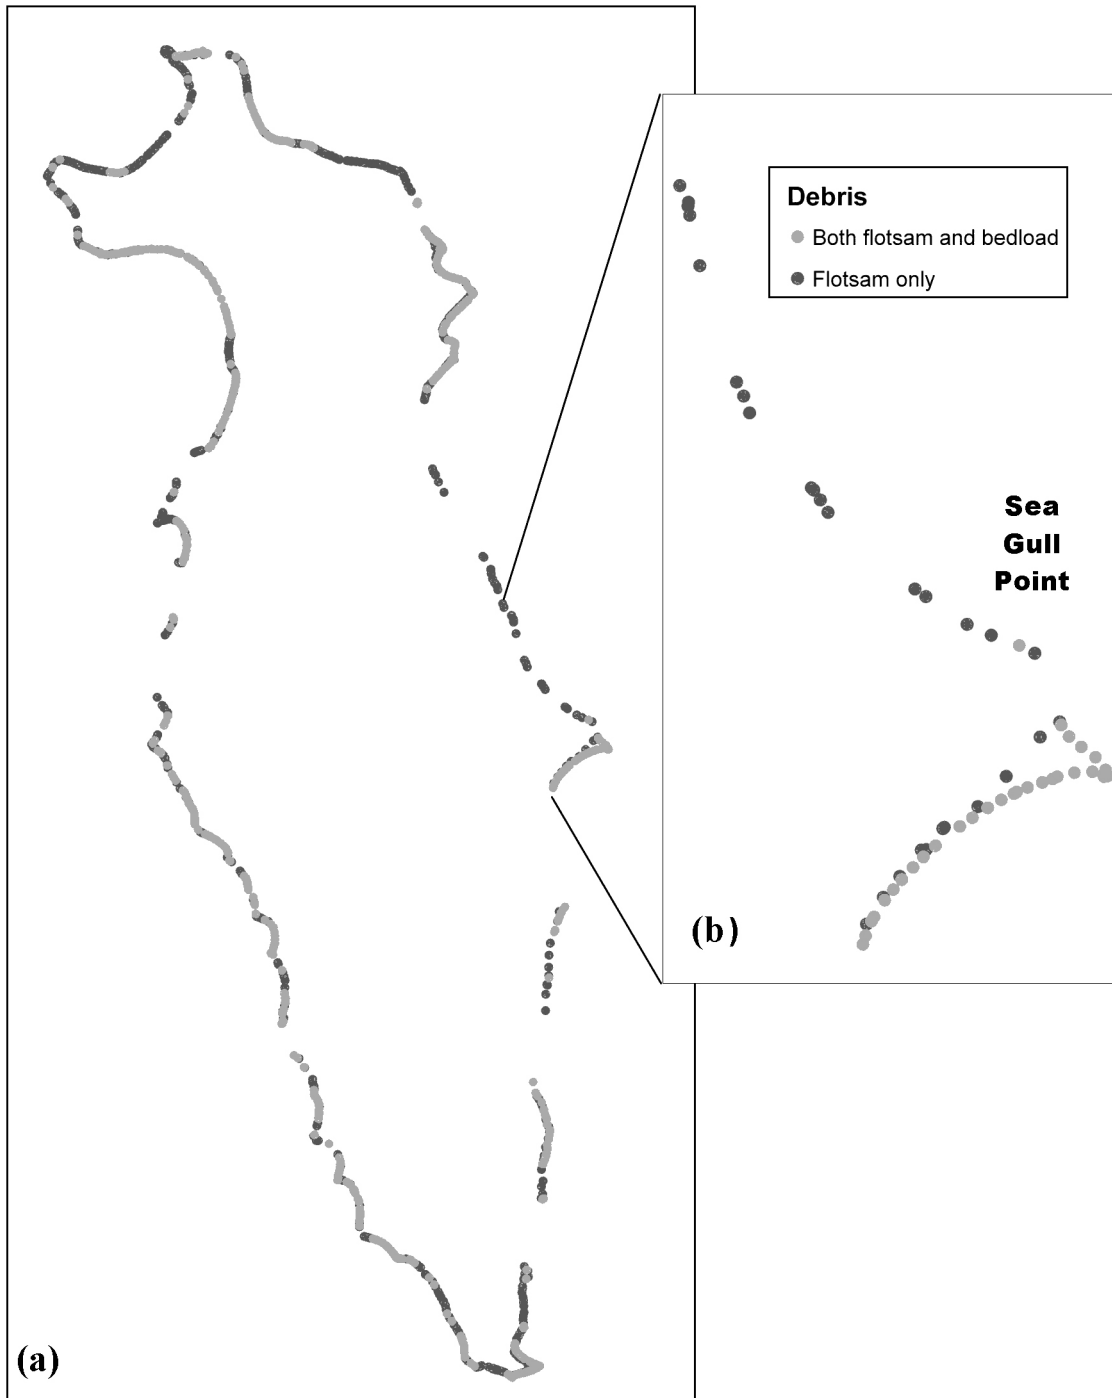 Debris
Both flotsam and bedload
Flotsam only
Sea
Gull
Point
(b)
(a)